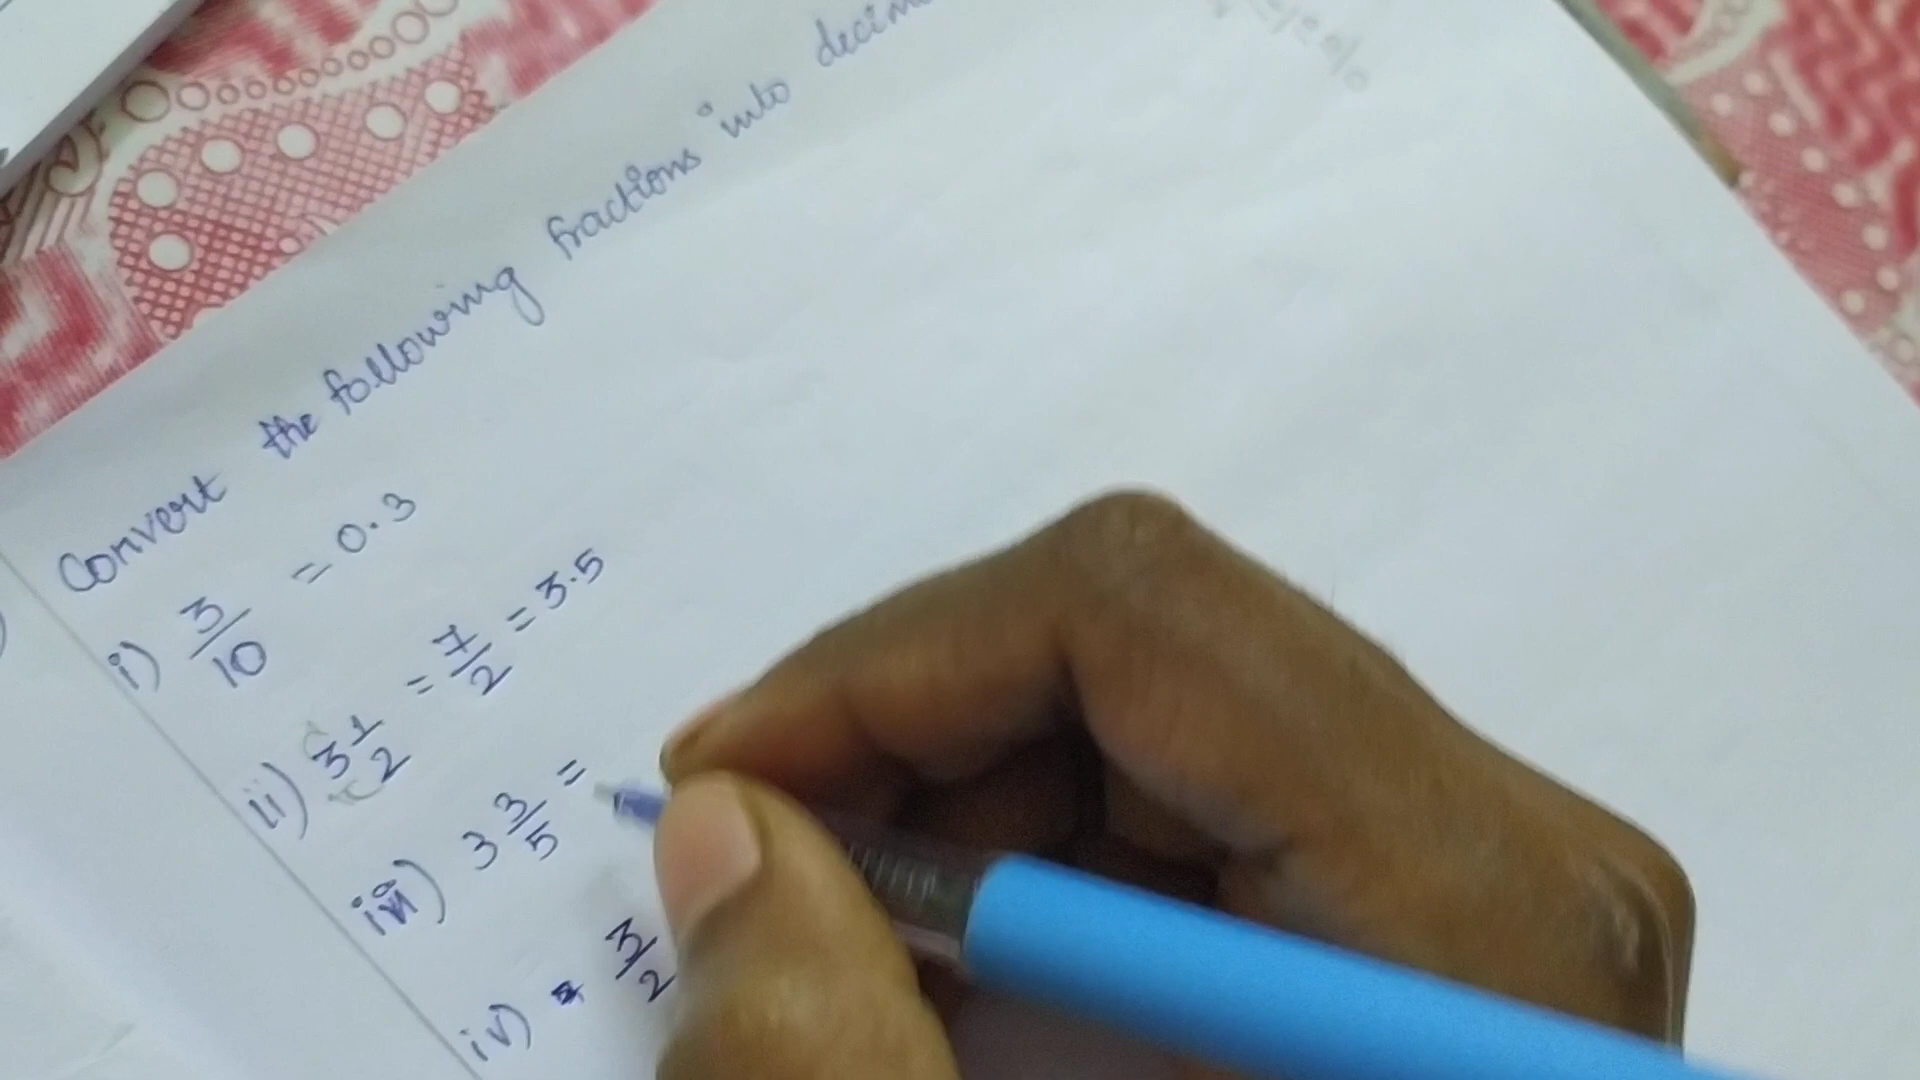 Convert the following fractions into
i) 3/10 = 0.3
ii) 3 1/2 = 7/2 = 3.5
iii) 3 3/5 =
iv) 3/2